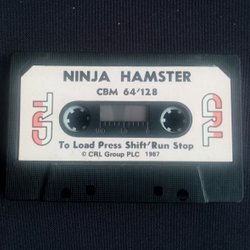 NINJA HAMSTER
CBM 64/128
CRL
CRL
To Load Press Shift/Run Stop
© CRL Group PLC 1987